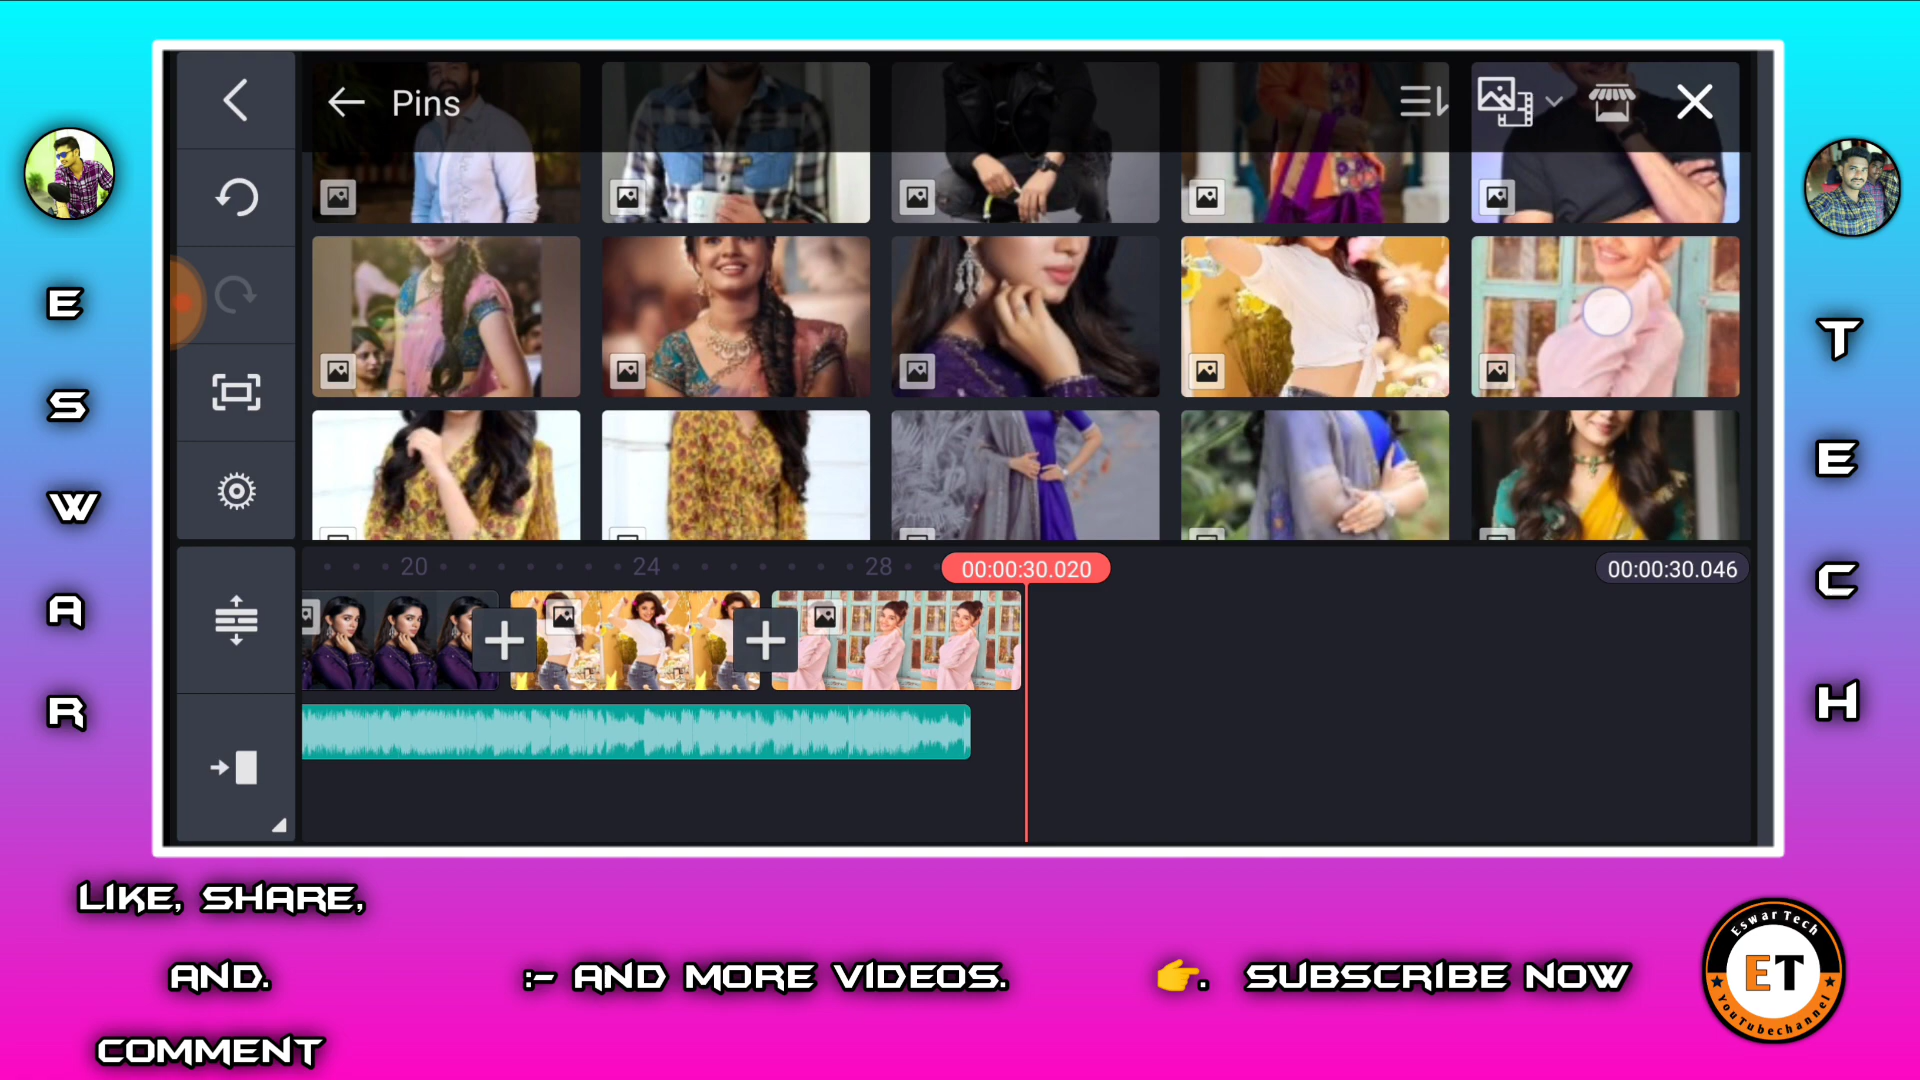 Pins
20
24
28
00:00:30.020
00:00:30.046
E
S
W
A
R
T
E
C
H
LIKE, SHARE,
AND.
COMMENT
:- AND MORE VIDEOS.
👉. SUBSCRIBE NOW
Eswar Tech
ET
YouTubechannel